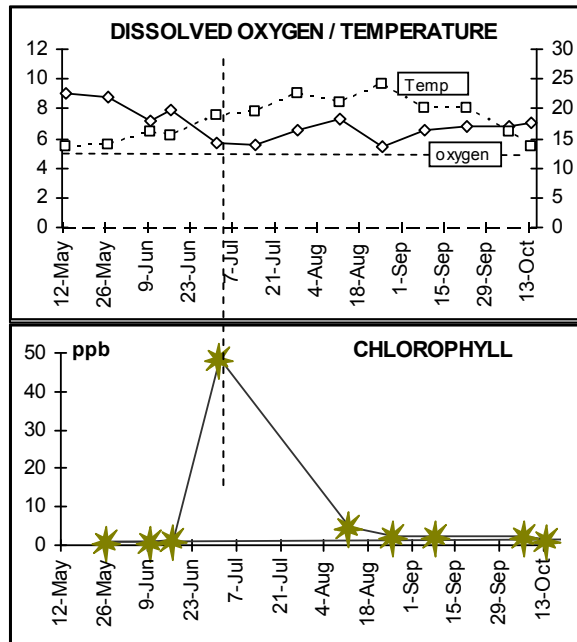 DISSOLVED OXYGEN / TEMPERATURE
12 30
10 25
8 20
6 15
4 10
2 5
0 0
Temp
oxygen
12-May 26-May 9-Jun 23-Jun 7-Jul 21-Jul 4-Aug 18-Aug 1-Sep 15-Sep 29-Sep 13-Oct
ppb CHLOROPHYLL
50
40
30
20
10
0
12-May 26-May 9-Jun 23-Jun 7-Jul 21-Jul 4-Aug 18-Aug 1-Sep 15-Sep 29-Sep 13-Oct